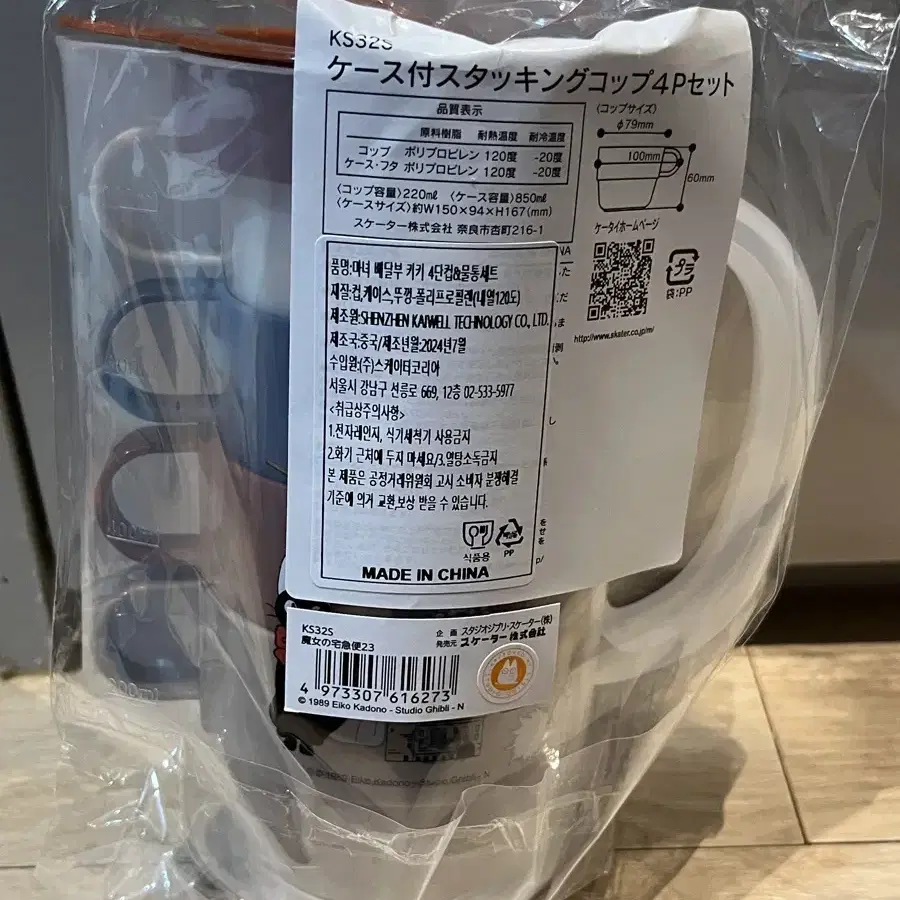 KS32S
ケース付スタッキングコップ4Pセット
品質表示
原料樹脂 耐熱温度 耐冷温度
コップ ポリプロピレン 120度 -20度
ケース・フタ ポリプロピレン 120度 -20度
〈コップ容量〉220㎖ 〈ケース容量〉850㎖
〈ケースサイズ〉約W150×94×H167(mm)
スケーター株式会社 奈良市杏町216-1
〈コップサイズ〉
φ79mm
100mm
60mm
ケータイホームページ
プラ
袋:PP
http://www.skater.co.jp/m/
품명:마녀 배달부 키키 4단컵&물통세트
재질:컵,케이스,뚜껑-폴리프로필렌(내열120도)
제조원:SHENZHEN KAIWELL TECHNOLOGY CO., LTD.
제조국:중국/제조년월:2024년7월
수입원:(주)스케이터코리아
서울시 강남구 선릉로 669, 12층 02-533-5977
<취급상주의사항>
1.전자레인지, 식기세척기 사용금지
2.화기 근처에 두지 마세요/3.열탕소독금지
본 제품은 공정거래위원회 고시 소비자 분쟁해결
기준에 의거 교환,보상 받을 수 있습니다.
식품용
PP
MADE IN CHINA
KS32S
魔女の宅急便23
企画 スタジオジブリ・スケーター(株)
発売元 スケーター株式会社
4 973307 616273
© 1989 Eiko Kadono - Studio Ghibli - N
© 1989 Eiko Kadono - Studio Ghibli - N